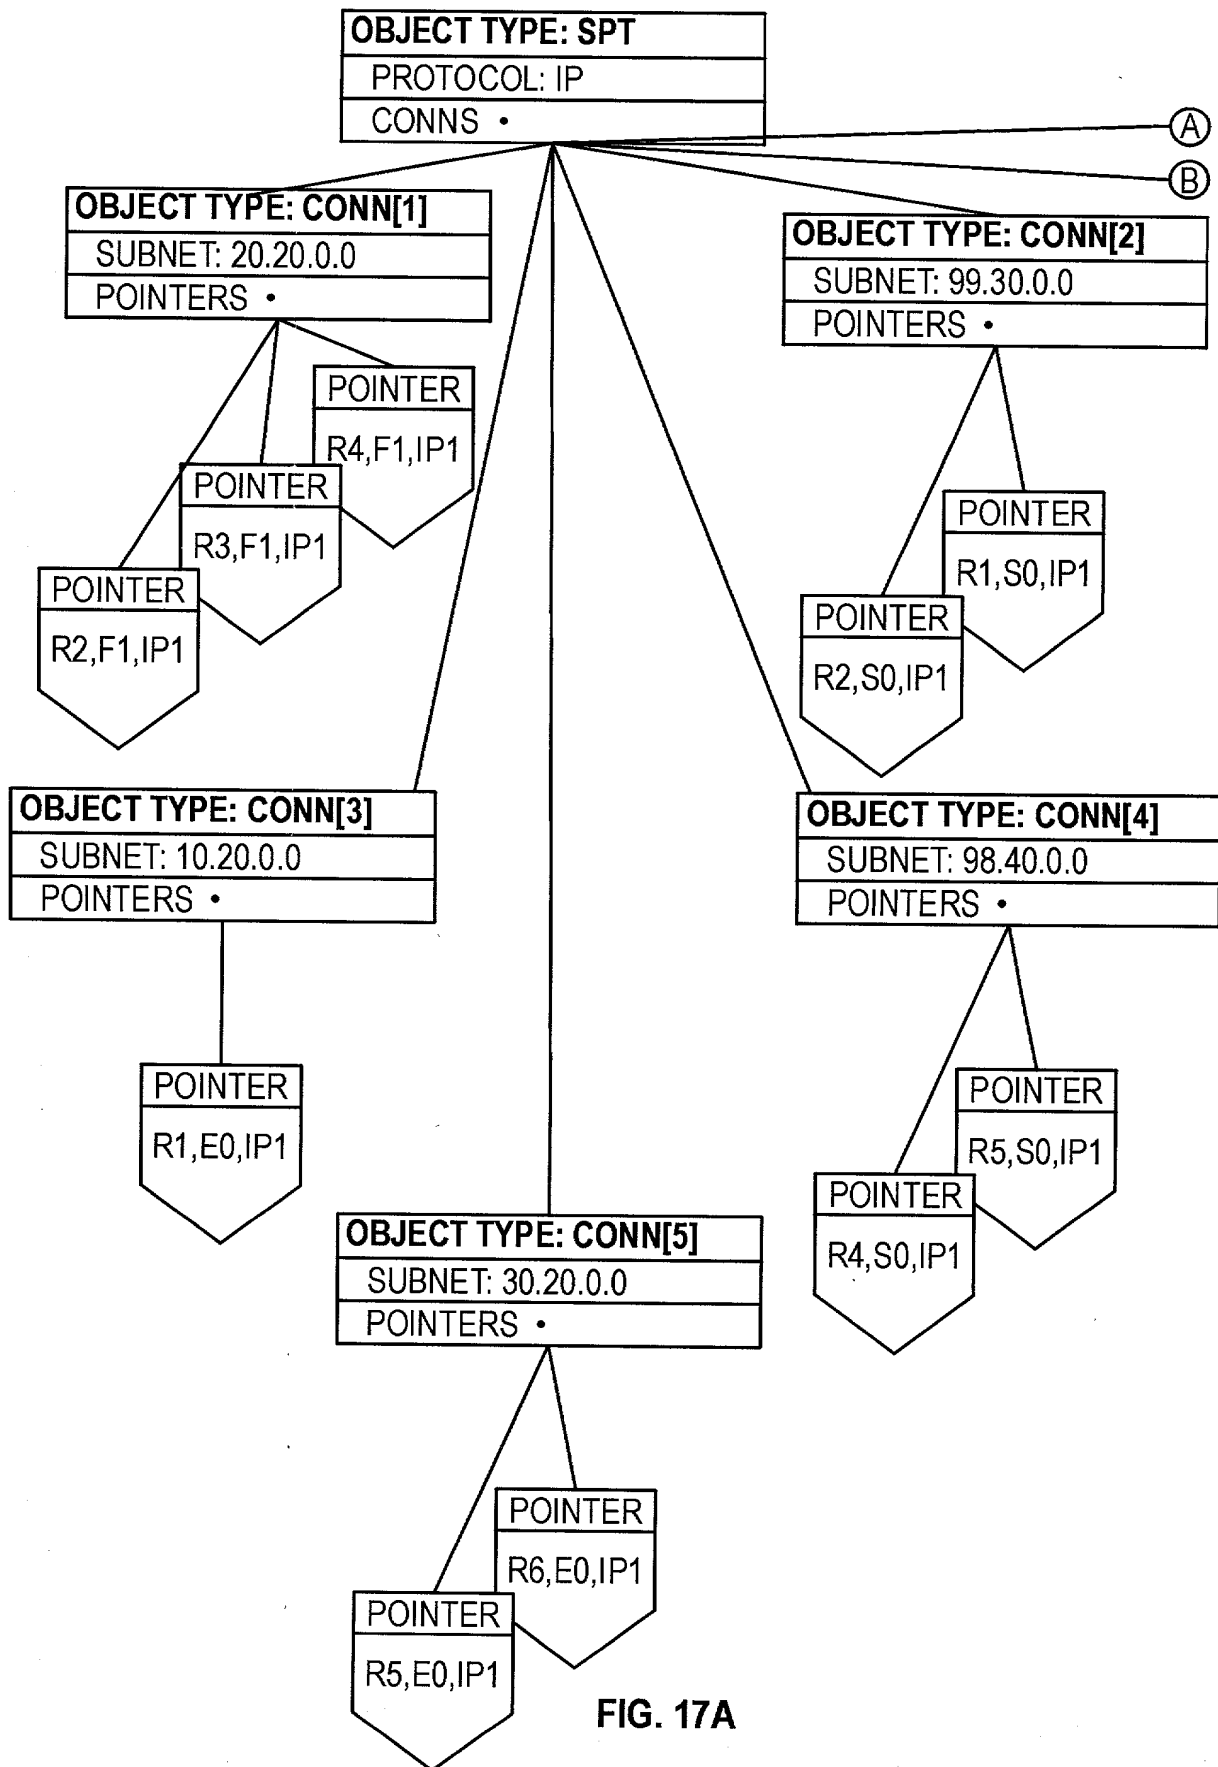 OBJECT TYPE: SPT
PROTOCOL: IP
CONNS •
A
B
OBJECT TYPE: CONN[1]
SUBNET: 20.20.0.0
POINTERS •
OBJECT TYPE: CONN[2]
SUBNET: 99.30.0.0
POINTERS •
POINTER
R4,F1,IP1
POINTER
R3,F1,IP1
POINTER
R2,F1,IP1
POINTER
R1,S0,IP1
POINTER
R2,S0,IP1
OBJECT TYPE: CONN[3]
SUBNET: 10.20.0.0
POINTERS •
OBJECT TYPE: CONN[4]
SUBNET: 98.40.0.0
POINTERS •
POINTER
R1,E0,IP1
POINTER
R5,S0,IP1
POINTER
R4,S0,IP1
OBJECT TYPE: CONN[5]
SUBNET: 30.20.0.0
POINTERS •
POINTER
R6,E0,IP1
POINTER
R5,E0,IP1
FIG. 17A